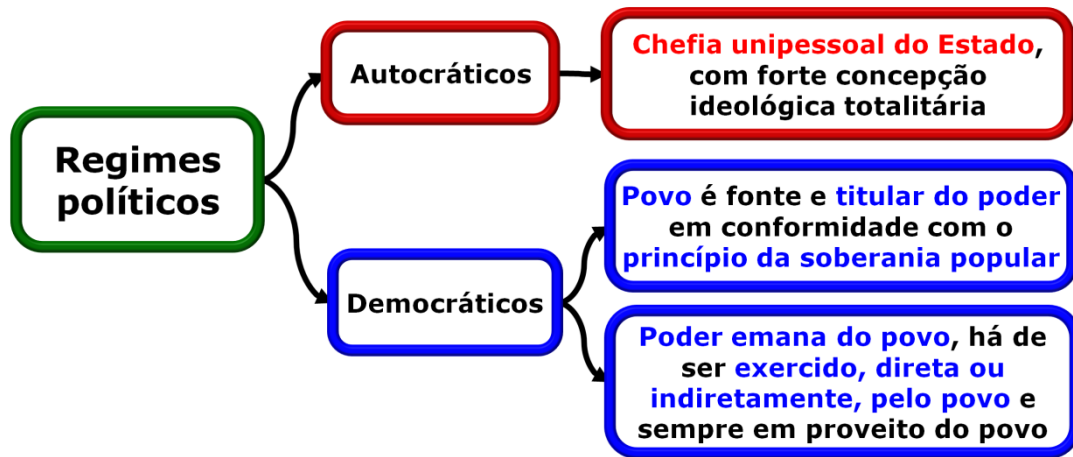 Regimes
políticos
Autocráticos
Chefia unipessoal do Estado,
com forte concepção
ideológica totalitária
Democráticos
Povo é fonte e titular do poder
em conformidade com o
princípio da soberania popular
Poder emana do povo, há de
ser exercido, direta ou
indiretamente, pelo povo e
sempre em proveito do povo